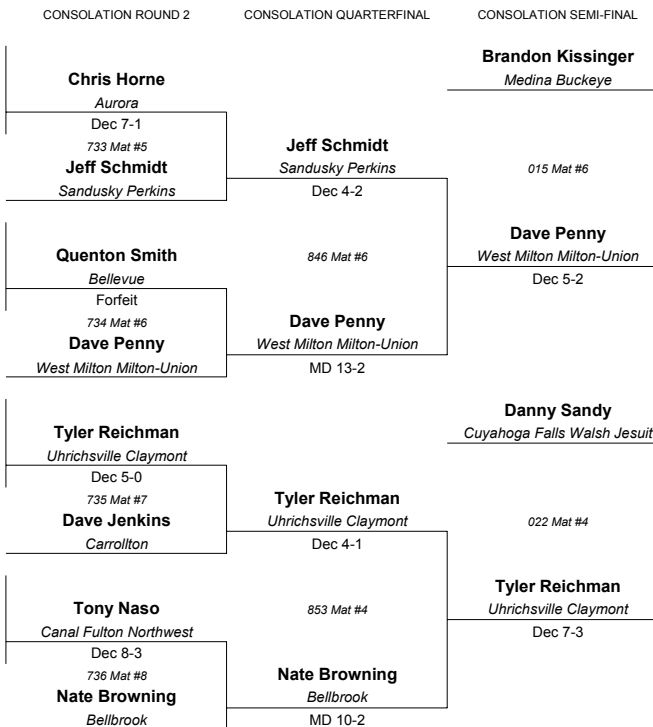 CONSOLATION ROUND 2
CONSOLATION QUARTERFINAL
CONSOLATION SEMI-FINAL
Chris Horne
Aurora
Dec 7-1
733 Mat #5
Jeff Schmidt
Sandusky Perkins
Quenton Smith
Bellevue
Forfeit
734 Mat #6
Dave Penny
West Milton Milton-Union
Tyler Reichman
Uhrichsville Claymont
Dec 5-0
735 Mat #7
Dave Jenkins
Carrollton
Tony Naso
Canal Fulton Northwest
Dec 8-3
736 Mat #8
Nate Browning
Bellbrook
Jeff Schmidt
Sandusky Perkins
Dec 4-2
846 Mat #6
Dave Penny
West Milton Milton-Union
MD 13-2
Tyler Reichman
Uhrichsville Claymont
Dec 4-1
853 Mat #4
Nate Browning
Bellbrook
MD 10-2
Brandon Kissinger
Medina Buckeye
015 Mat #6
Dave Penny
West Milton Milton-Union
Dec 5-2
Danny Sandy
Cuyahoga Falls Walsh Jesuit
022 Mat #4
Tyler Reichman
Uhrichsville Claymont
Dec 7-3